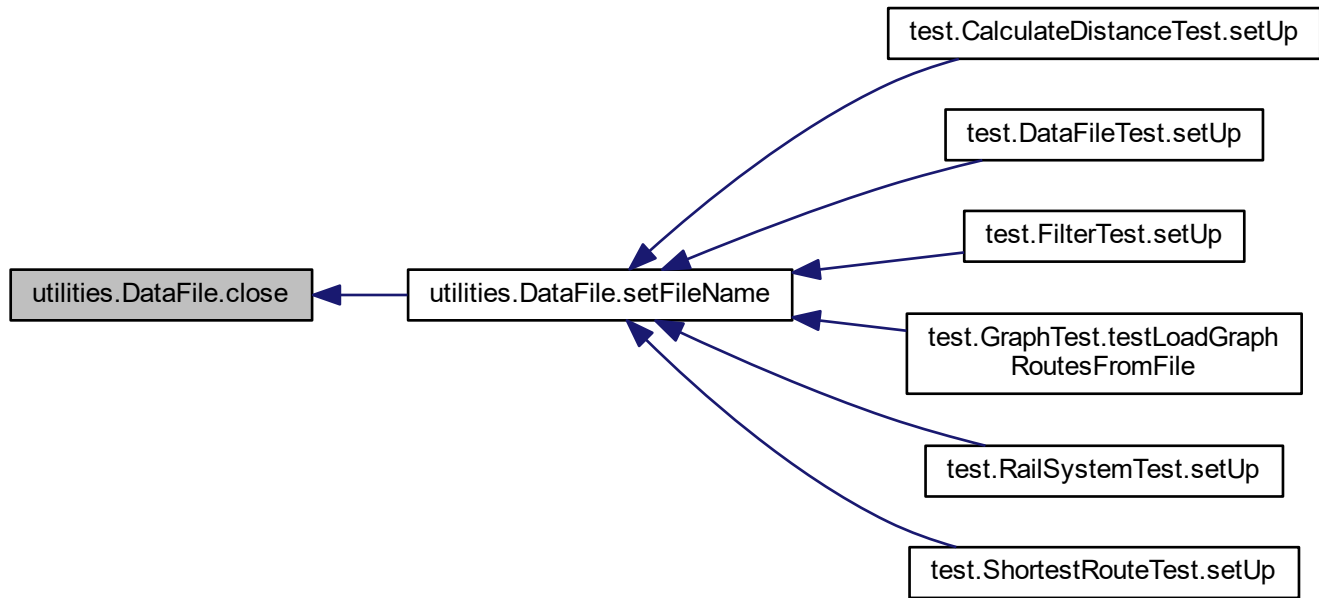 test.CalculateDistanceTest.setUp
test.DataFileTest.setUp
test.FilterTest.setUp
utilities.DataFile.close
utilities.DataFile.setFileName
test.GraphTest.testLoadGraph
RoutesFromFile
test.RailSystemTest.setUp
test.ShortestRouteTest.setUp